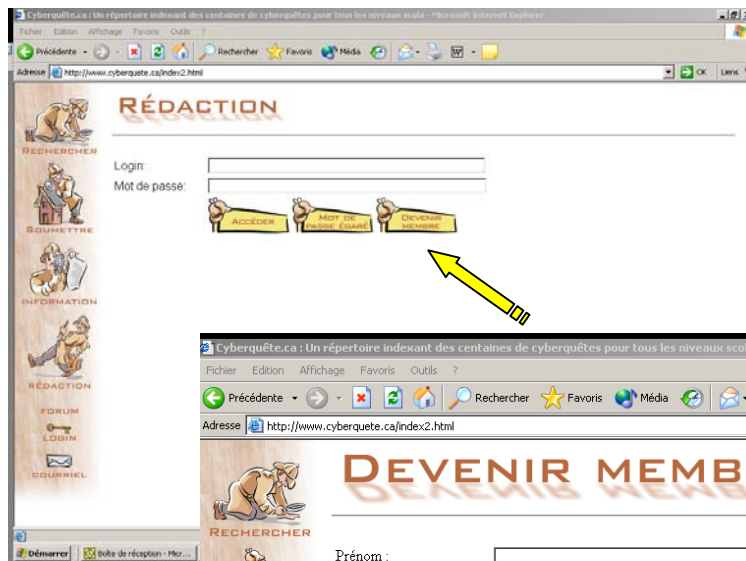 Cyberquête.ca : Un répertoire indexant des centaines de cyberquêtes pour tous les niveaux scola - Microsoft Internet Explorer
Fichier Edition Affichage Favoris Outils ?
Précédente Rechercher Favoris Média
Adresse http://www.cyberquete.ca/index2.html OK Liens
RÉDACTION
RECHERCHER
Login:
Mot de passe:
ACCÉDER
MOT DE PASSE ÉGARÉ
DEVENIR MEMBRE
SOUMETTRE
INFORMATION
RÉDACTION
FORUM
LOGIN
COURRIEL
Démarrer Boîte de réception - Micr...
Cyberquête.ca : Un répertoire indexant des centaines de cyberquêtes pour tous les niveaux sco
Fichier Edition Affichage Favoris Outils ?
Précédente Rechercher Favoris Média
Adresse http://www.cyberquete.ca/index2.html
DEVENIR MEMB
RECHERCHER
Prénom :